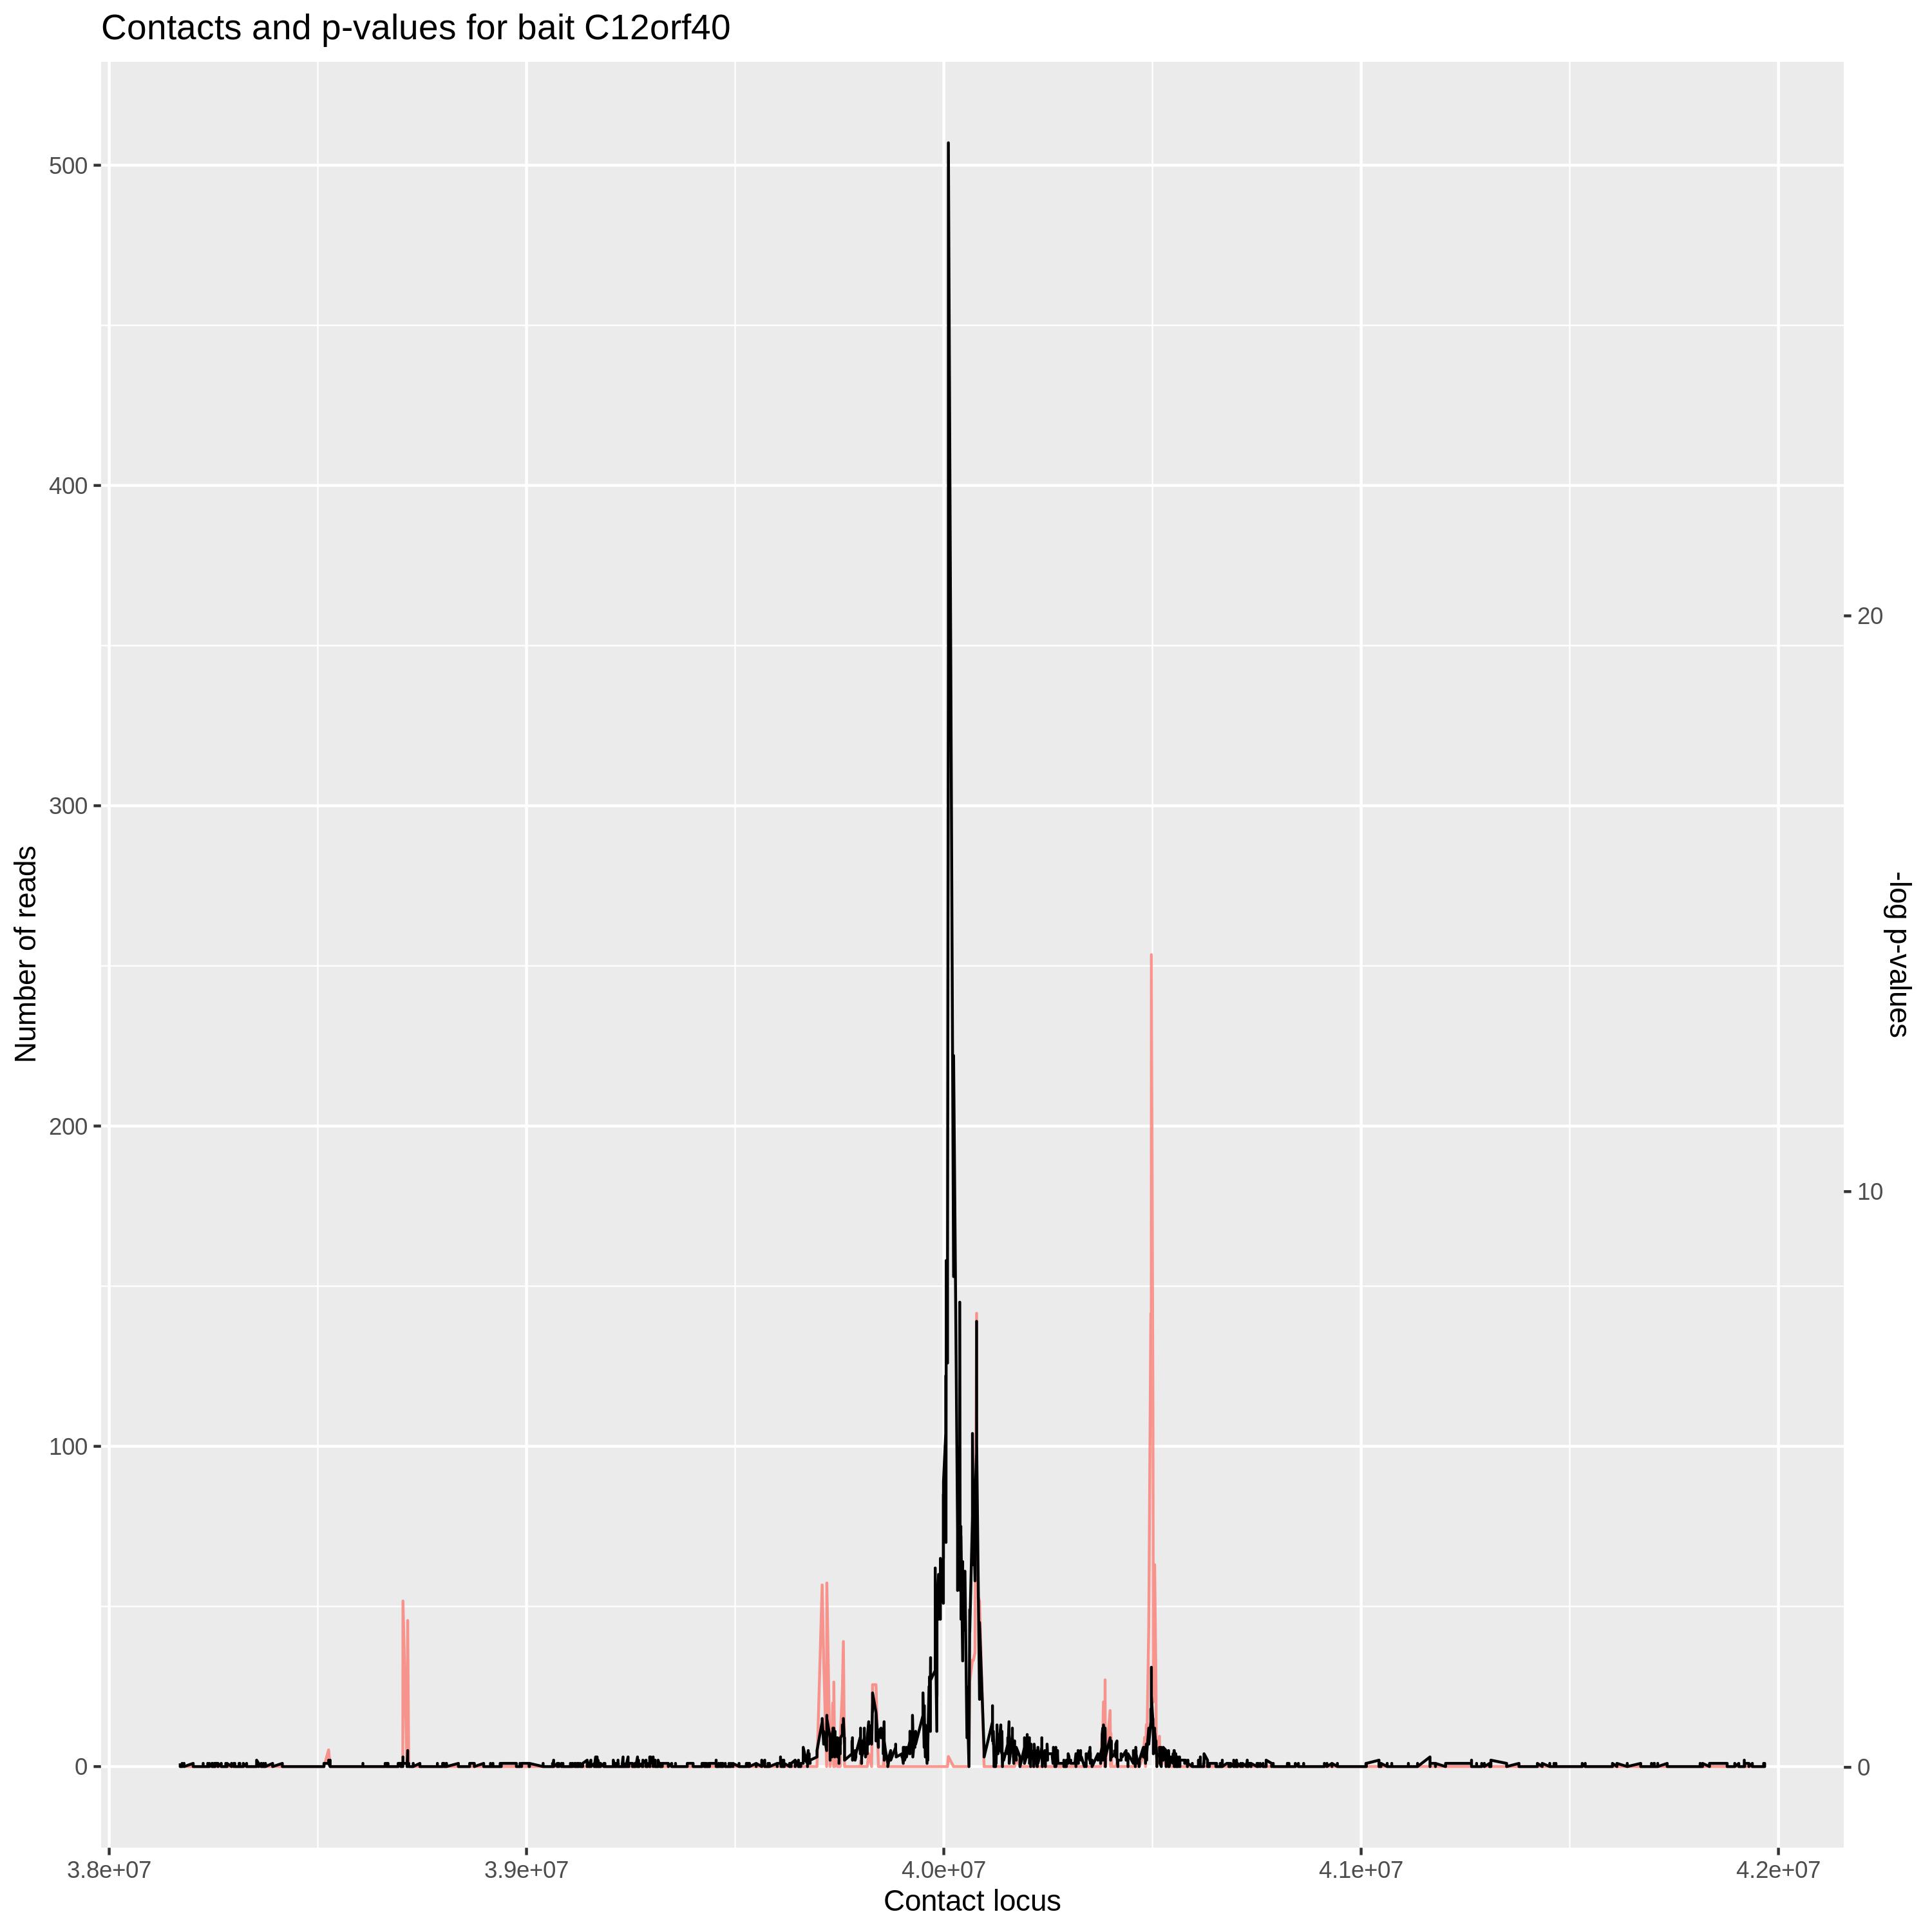 Contacts and p-values for bait C12orf40
500
400
300
200
100
0
Number of reads
20
10
0
-log p-values
3.8e+07
3.9e+07
4.0e+07
4.1e+07
4.2e+07
Contact locus